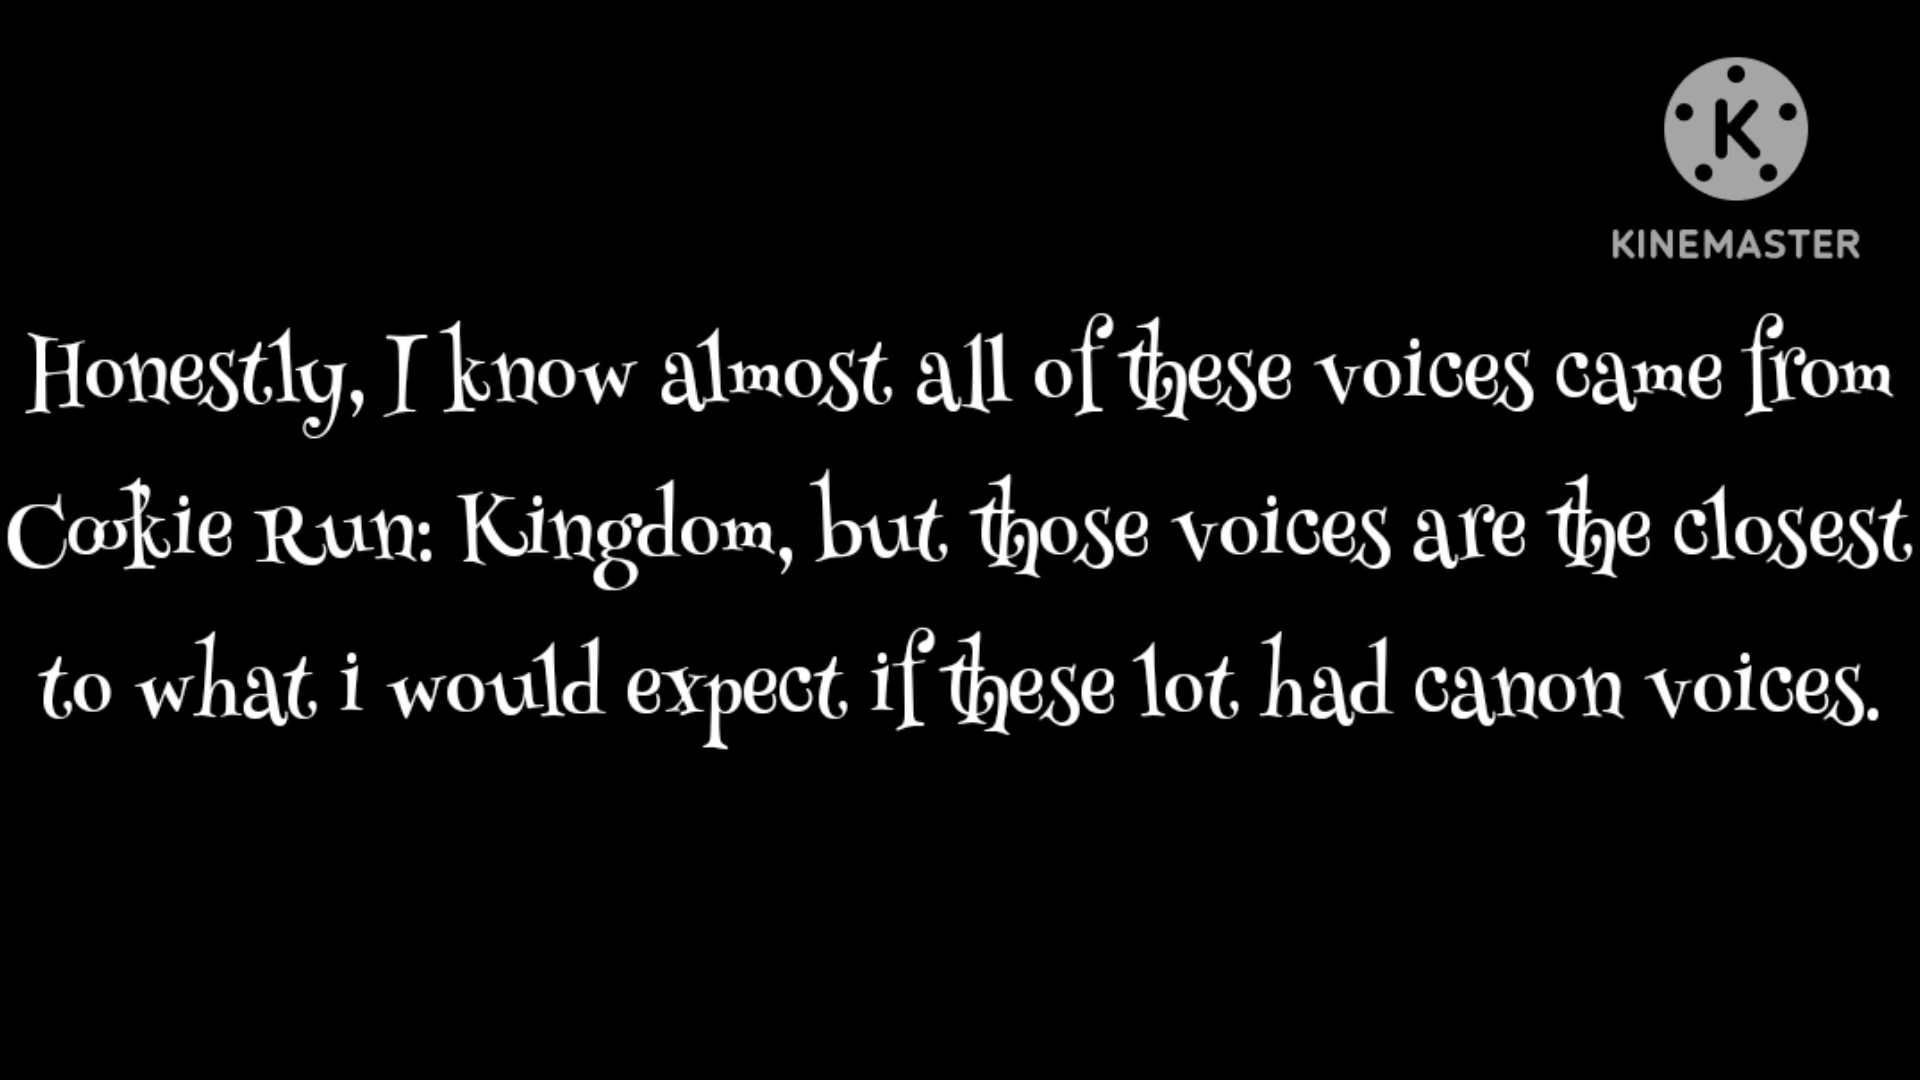 K
KINEMASTER
Honestly, I know almost all of these voices came from
Cookie Run: Kingdom, but those voices are the closest
to what i would expect if these lot had canon voices.